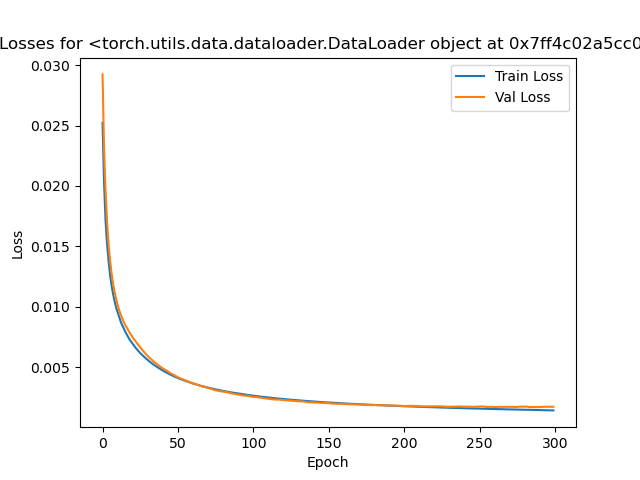 Losses for <torch.utils.data.dataloader.DataLoader object at 0x7ff4c02a5cc0
Train Loss
Val Loss
0.030
0.025
0.020
0.015
0.010
0.005
Loss
0 50 100 150 200 250 300
Epoch